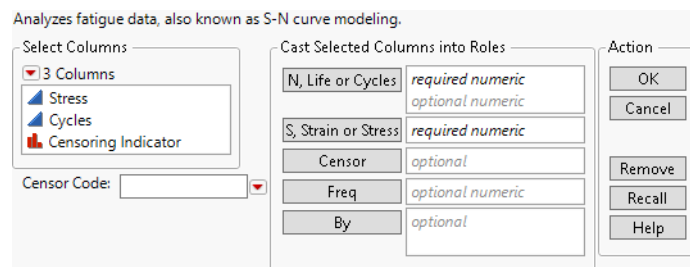 Analyzes fatigue data, also known as S-N curve modeling.
Select Columns
3 Columns
Stress
Cycles
Censoring Indicator
Censor Code:
Cast Selected Columns into Roles
N, Life or Cycles
required numeric
optional numeric
S, Strain or Stress
required numeric
Censor
optional
Freq
optional numeric
By
optional
Action
OK
Cancel
Remove
Recall
Help